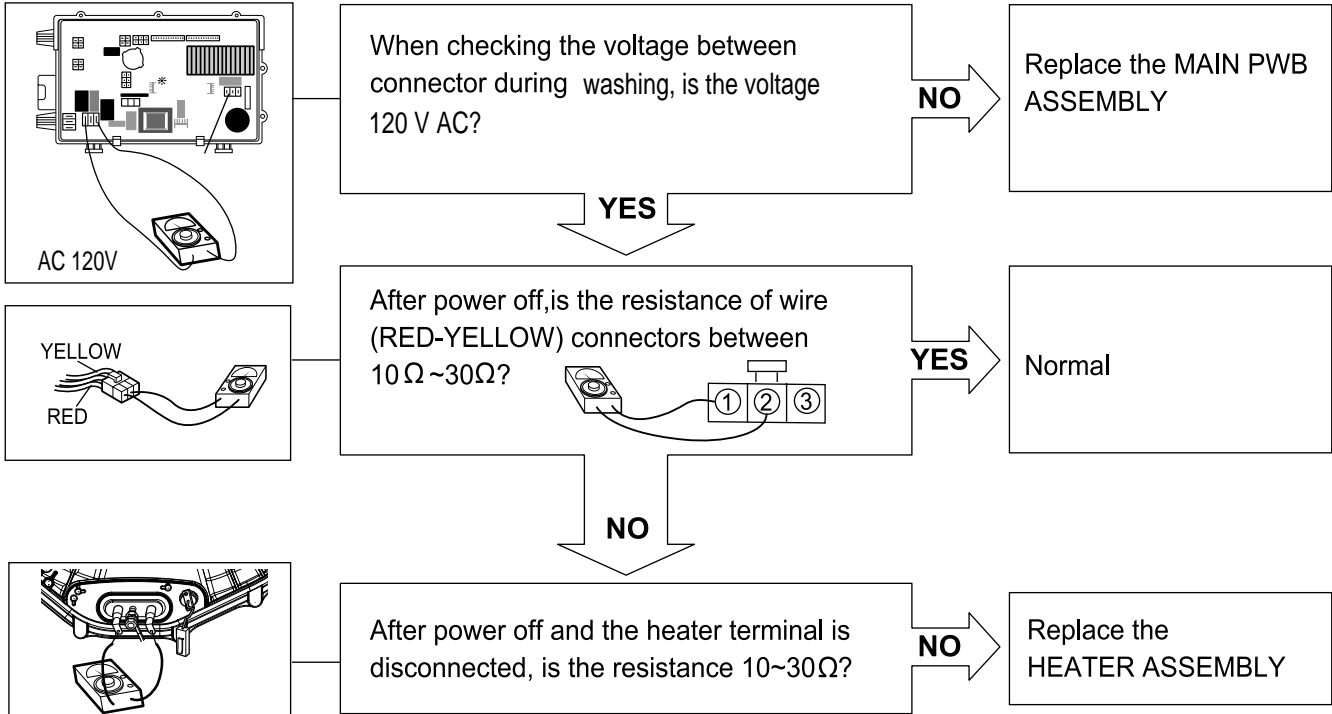 AC 120V
When checking the voltage between
connector during washing, is the voltage
120 V AC?
NO
Replace the MAIN PWB
ASSEMBLY
YES
YELLOW
RED
After power off,is the resistance of wire
(RED-YELLOW) connectors between
10Ω~30Ω?
① ② ③
YES
Normal
NO
After power off and the heater terminal is
disconnected, is the resistance 10~30Ω?
NO
Replace the
HEATER ASSEMBLY